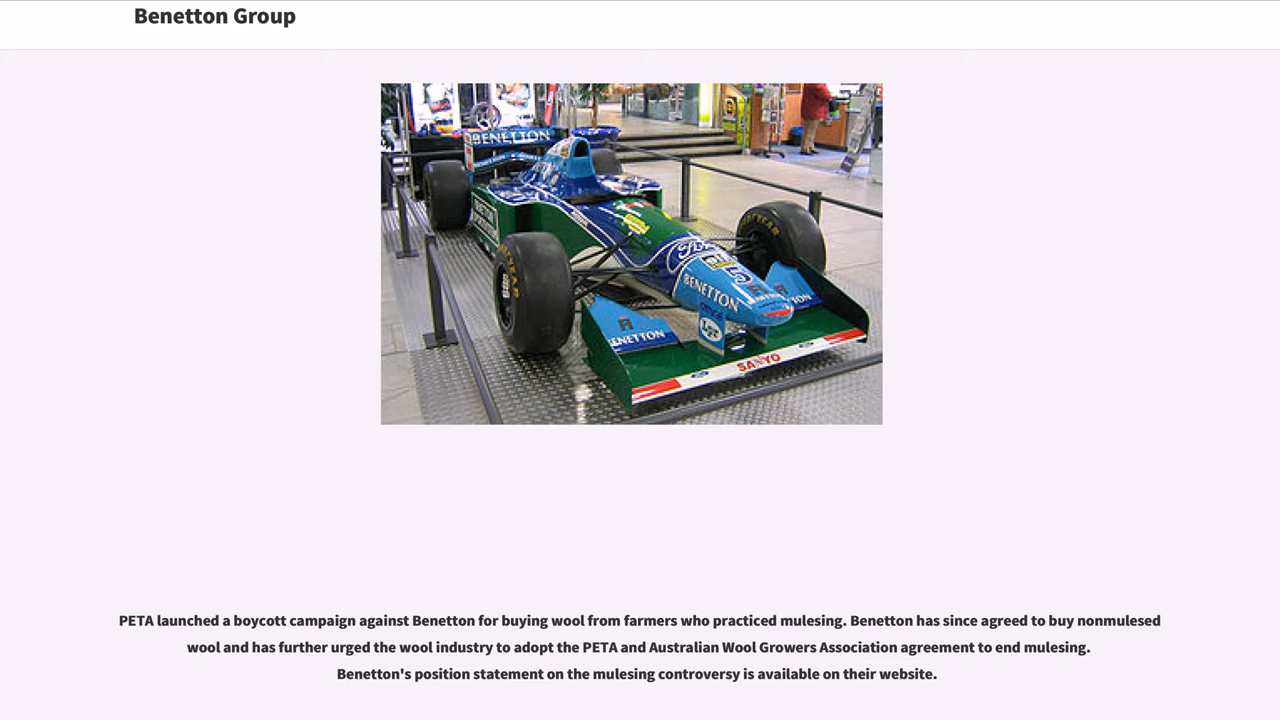 Benetton Group
BENETTON
Ford
5
BENETTON
BENETTON
SANYO
GOODYEAR
PETA launched a boycott campaign against Benetton for buying wool from farmers who practiced mulesing. Benetton has since agreed to buy nonmulesed
wool and has further urged the wool industry to adopt the PETA and Australian Wool Growers Association agreement to end mulesing.
Benetton's position statement on the mulesing controversy is available on their website.